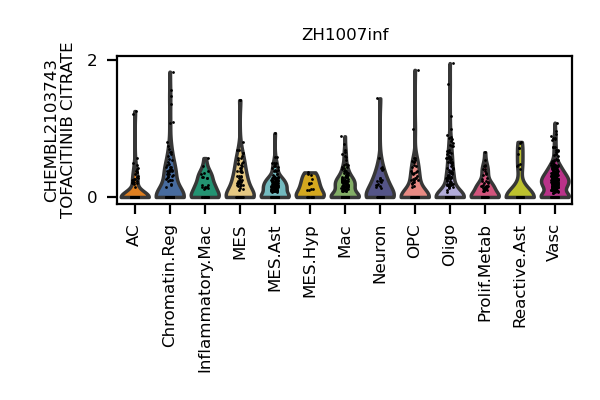 ZH1007inf
CHEMBL2103743
TOFACITINIB CITRATE
2
0
AC
Chromatin.Reg
Inflammatory.Mac
MES
MES.Ast
MES.Hyp
Mac
Neuron
OPC
Oligo
Prolif.Metab
Reactive.Ast
Vasc